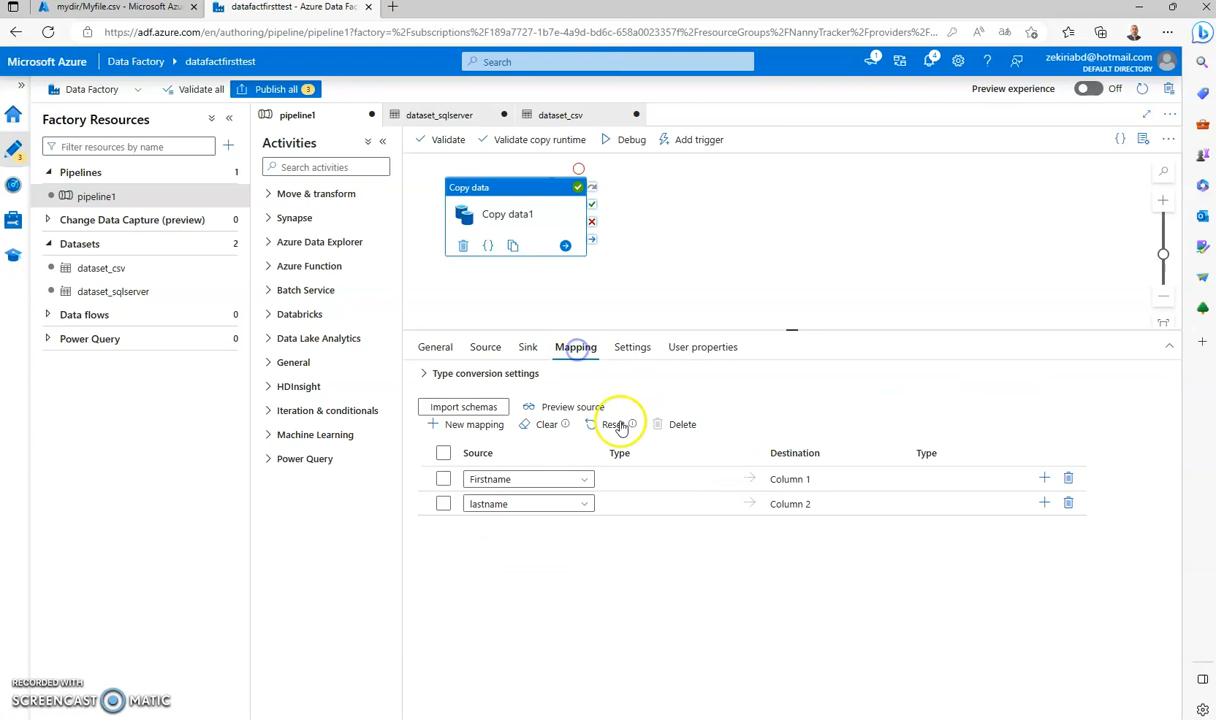 mydir/Myfile.csv - Microsoft Azu
datafactfirsttest - Azure Data Fac
https://adf.azure.com/en/authoring/pipeline/pipeline1?factory=%2Fsubscriptions%2F189a7727-1b7e-4a9d-bd6c-658a0023357f%2FresourceGroups%2FNannyTracker%2Fproviders%2F...
Microsoft Azure
Data Factory
datafactfirsttest
Search
1
4
zekiriabd@hotmail.com
DEFAULT DIRECTORY
Data Factory
Validate all
Publish all 3
Preview experience
Off
Factory Resources
Filter resources by name
Pipelines 1
pipeline1
Change Data Capture (preview) 0
Datasets 2
dataset_csv
dataset_sqlserver
Data flows 0
Power Query 0
3
pipeline1
dataset_sqlserver
dataset_csv
Activities
Search activities
Move & transform
Synapse
Azure Data Explorer
Azure Function
Batch Service
Databricks
Data Lake Analytics
General
HDInsight
Iteration & conditionals
Machine Learning
Power Query
Validate
Validate copy runtime
Debug
Add trigger
Copy data
Copy data1
General
Source
Sink
Mapping
Settings
User properties
Type conversion settings
Import schemas
Preview source
New mapping
Clear
Reset
Delete
Source Type Destination Type
Firstname Column 1
lastname Column 2
RECORDED WITH
SCREENCAST MATIC